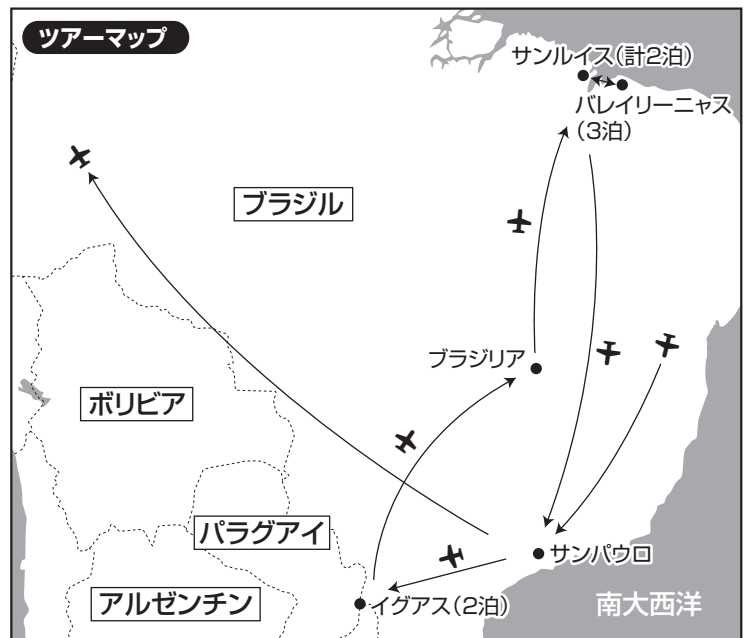 ツアーマップ
サンルイス(計2泊)
バレイリーニャス
(3泊)
ブラジル
ブラジリア
ボリビア
パラグアイ
サンパウロ
アルゼンチン
イグアス(2泊)
南大西洋